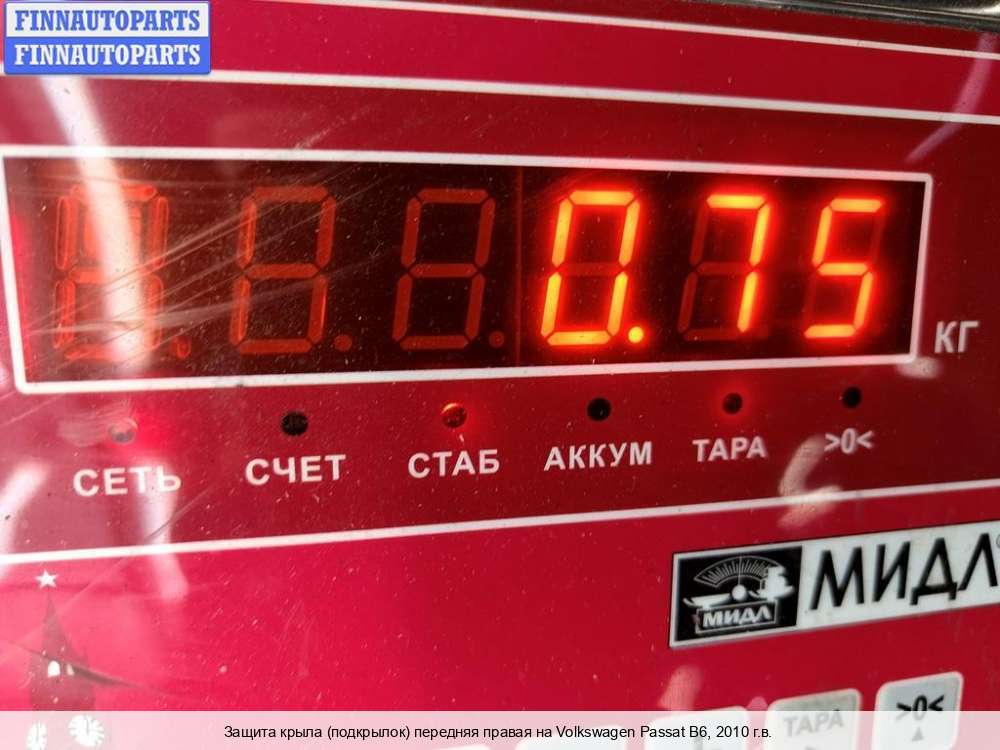 FINNAUTOPARTS
FINNAUTOPARTS
0.75
КГ
СЕТЬ СЧЕТ СТАБ АККУМ ТАРА >0<
МИДЛ МИДЛ
ТАРА >0<
Защита крыла (подкрылок) передняя правая на Volkswagen Passat B6, 2010 г.в.